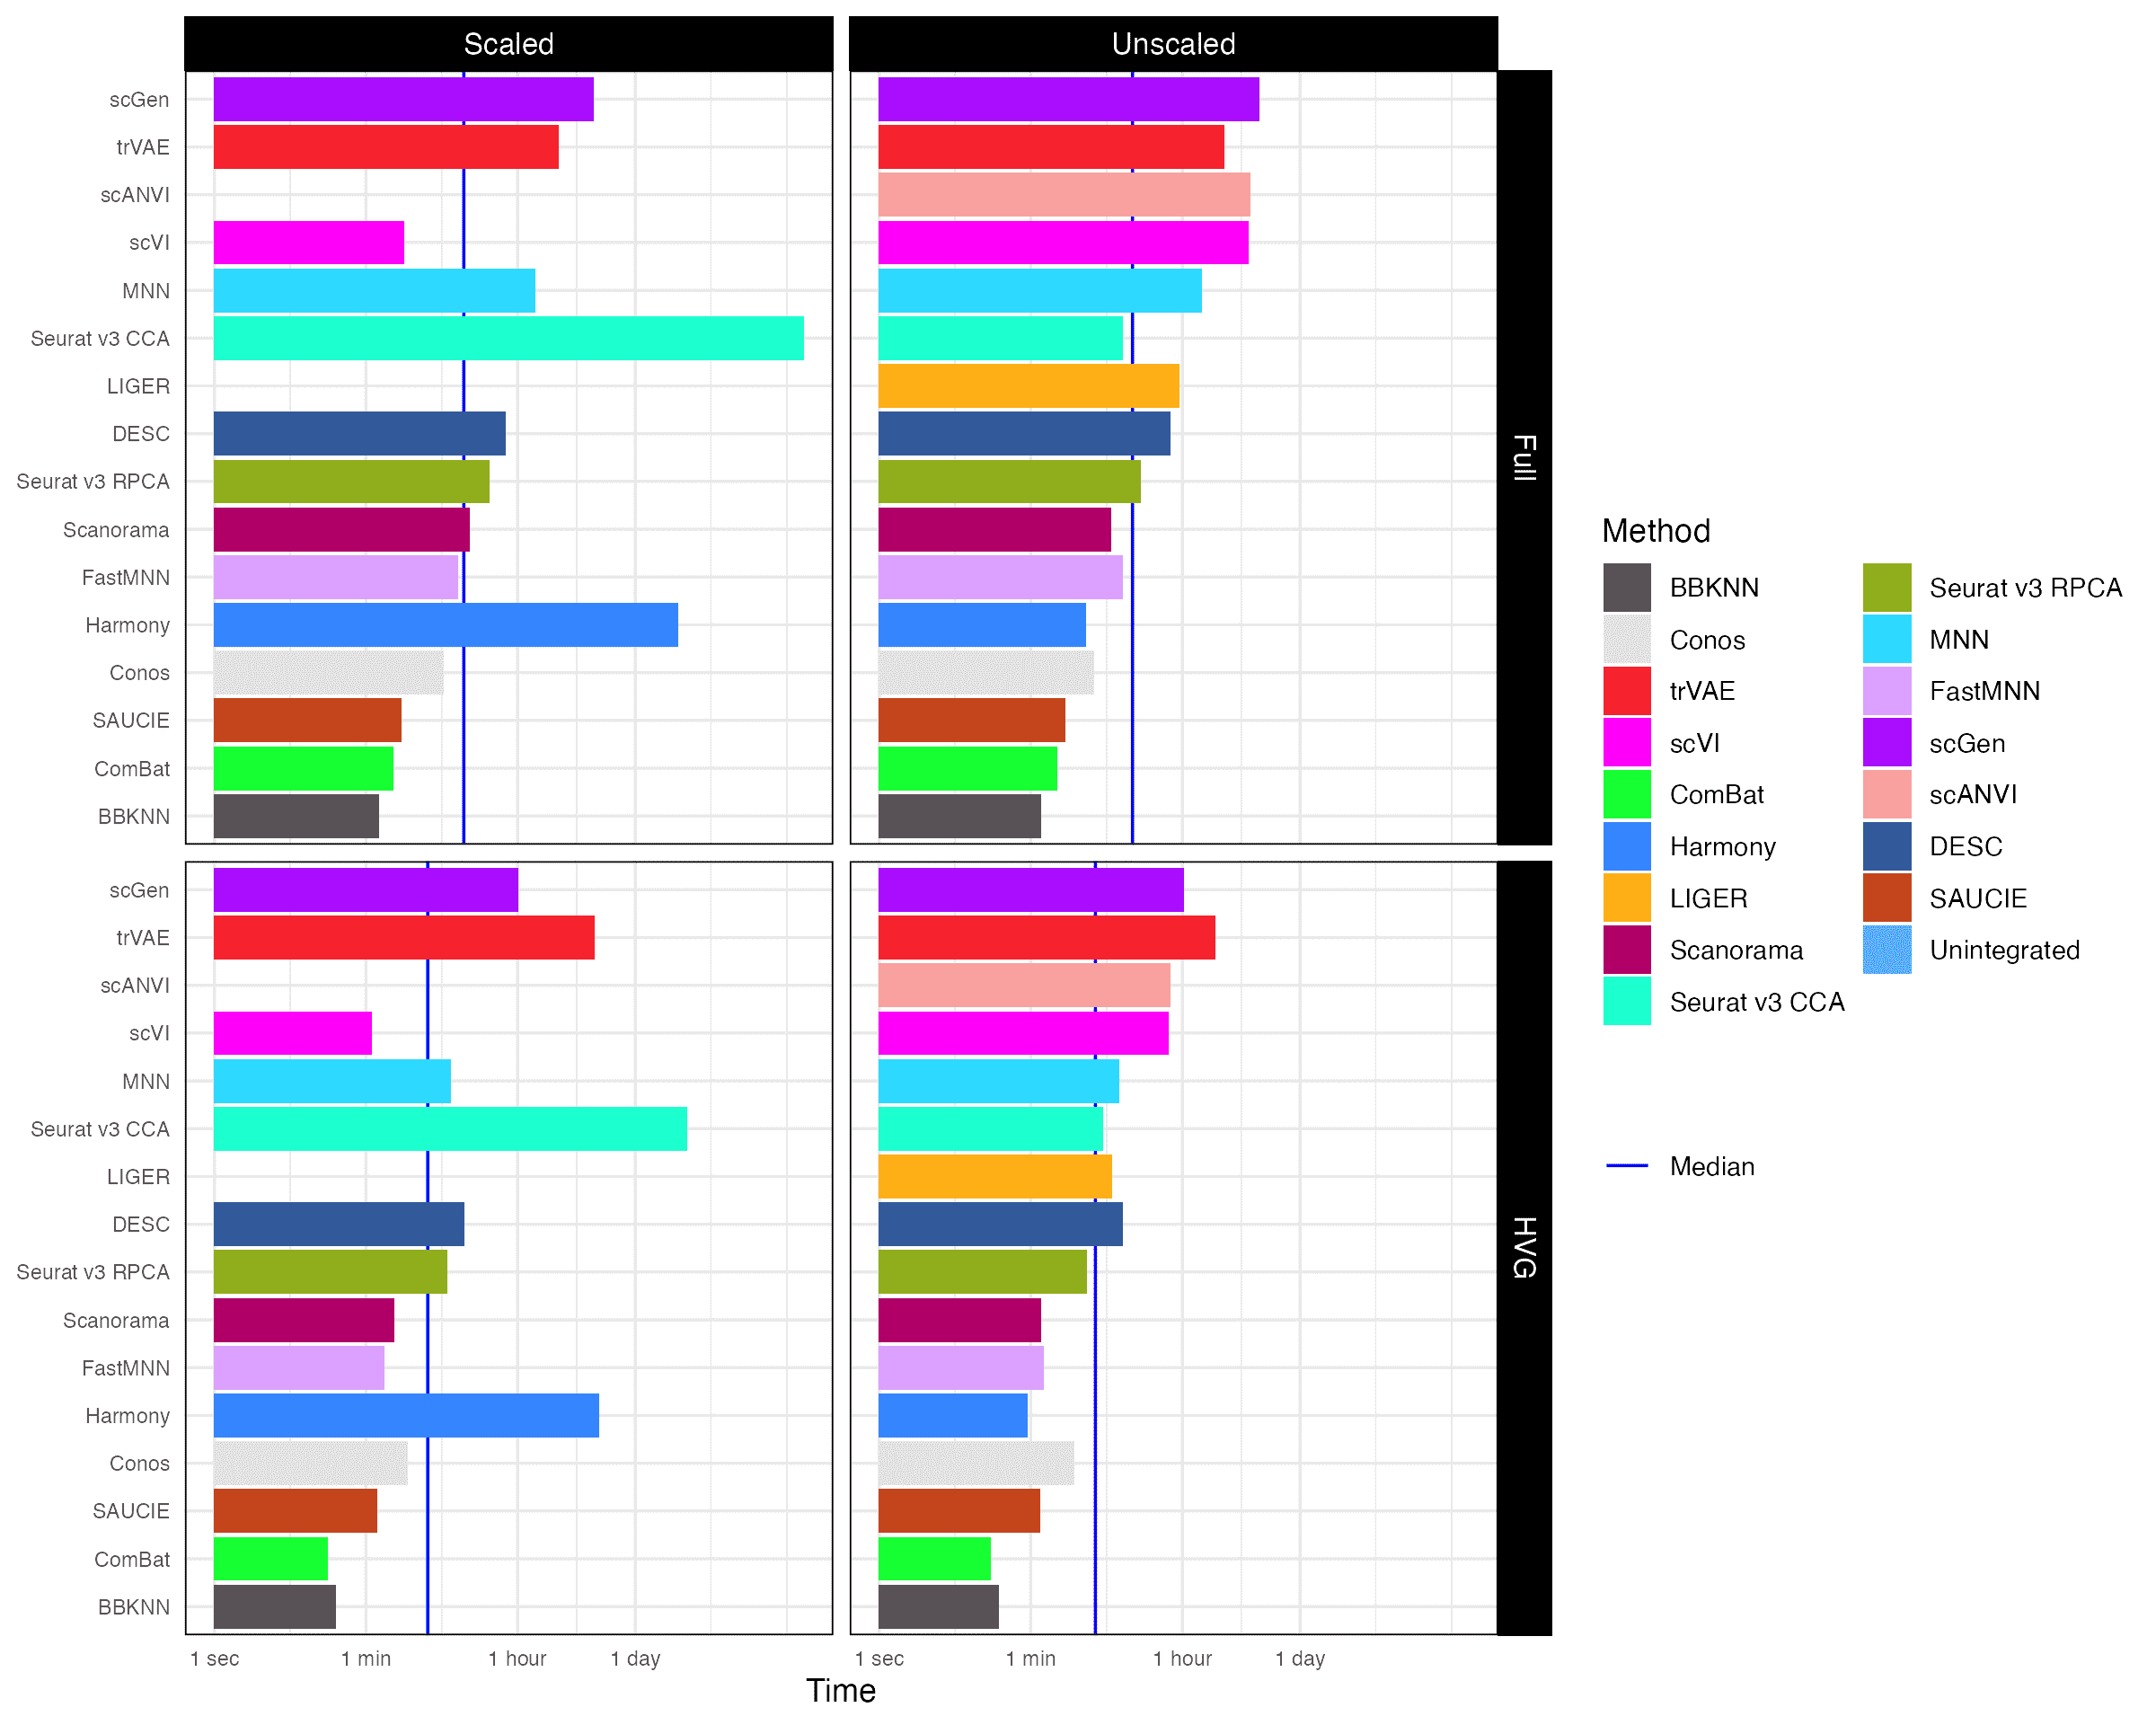 Scaled
Unscaled
scGen
trVAE
scANVI
scVI
MNN
Seurat v3 CCA
LIGER
DESC
Seurat v3 RPCA
Scanorama
FastMNN
Harmony
Conos
SAUCIE
ComBat
BBKNN
Full
scGen
trVAE
scANVI
scVI
MNN
Seurat v3 CCA
LIGER
DESC
Seurat v3 RPCA
Scanorama
FastMNN
Harmony
Conos
SAUCIE
ComBat
BBKNN
HVG
1 sec 1 min 1 hour 1 day
1 sec 1 min 1 hour 1 day
Time
Method
BBKNN
Conos
trVAE
scVI
ComBat
Harmony
LIGER
Scanorama
Seurat v3 CCA
Seurat v3 RPCA
MNN
FastMNN
scGen
scANVI
DESC
SAUCIE
Unintegrated
Median